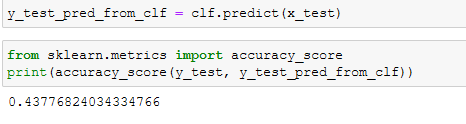 y_test_pred_from_clf = clf.predict(x_test)
from sklearn.metrics import accuracy_score
print(accuracy_score(y_test, y_test_pred_from_clf))
0.43776824034334766